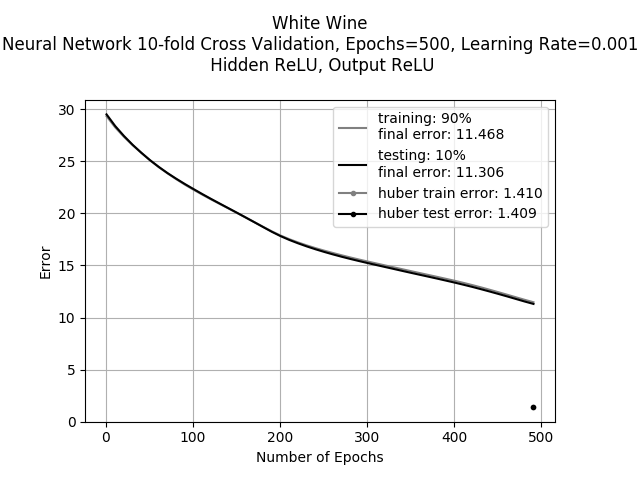 White Wine
Neural Network 10-fold Cross Validation, Epochs=500, Learning Rate=0.001
Hidden ReLU, Output ReLU
30
25
20
15
10
5
0
Error
training: 90%
final error: 11.468
testing: 10%
final error: 11.306
huber train error: 1.410
huber test error: 1.409
0 100 200 300 400 500
Number of Epochs